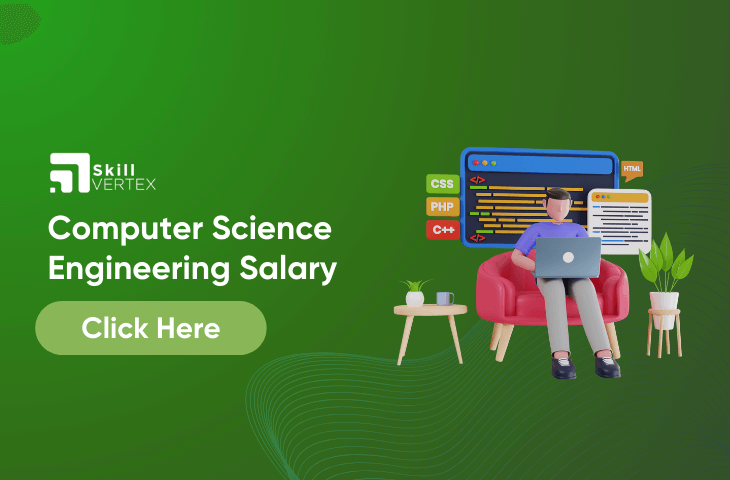 Skill
VERTEX
Computer Science
Engineering Salary
Click Here
CSS
PHP
C++
HTML
</>
</>